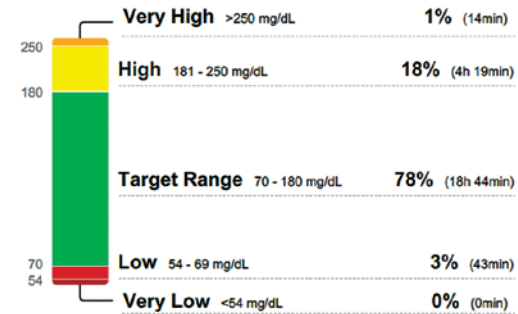 Very High >250 mg/dL 1% (14min)
250
High 181 - 250 mg/dL 18% (4h 19min)
180
Target Range 70 - 180 mg/dL 78% (18h 44min)
70
Low 54 - 69 mg/dL 3% (43min)
54
Very Low <54 mg/dL 0% (0min)